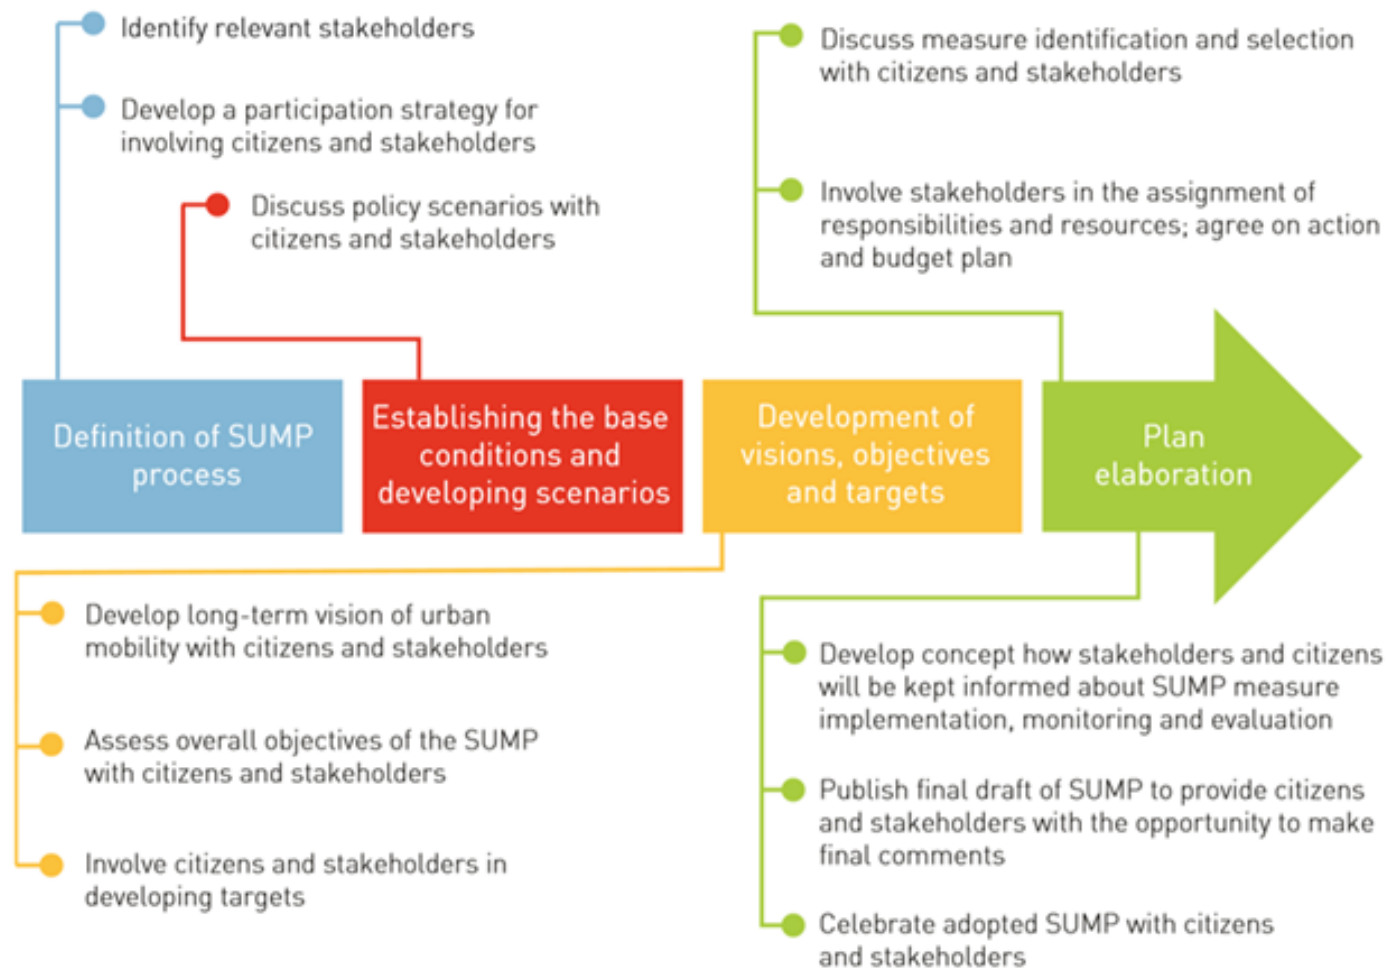 Identify relevant stakeholders
Develop a participation strategy for
involving citizens and stakeholders
Discuss policy scenarios with
citizens and stakeholders
Discuss measure identification and selection
with citizens and stakeholders
Involve stakeholders in the assignment of
responsibilities and resources; agree on action
and budget plan
Definition of SUMP
process
Establishing the base
conditions and
developing scenarios
Development of
visions, objectives
and targets
Plan
elaboration
Develop long-term vision of urban
mobility with citizens and stakeholders
Assess overall objectives of the SUMP
with citizens and stakeholders
Involve citizens and stakeholders in
developing targets
Develop concept how stakeholders and citizens
will be kept informed about SUMP measure
implementation, monitoring and evaluation
Publish final draft of SUMP to provide citizens
and stakeholders with the opportunity to make
final comments
Celebrate adopted SUMP with citizens
and stakeholders